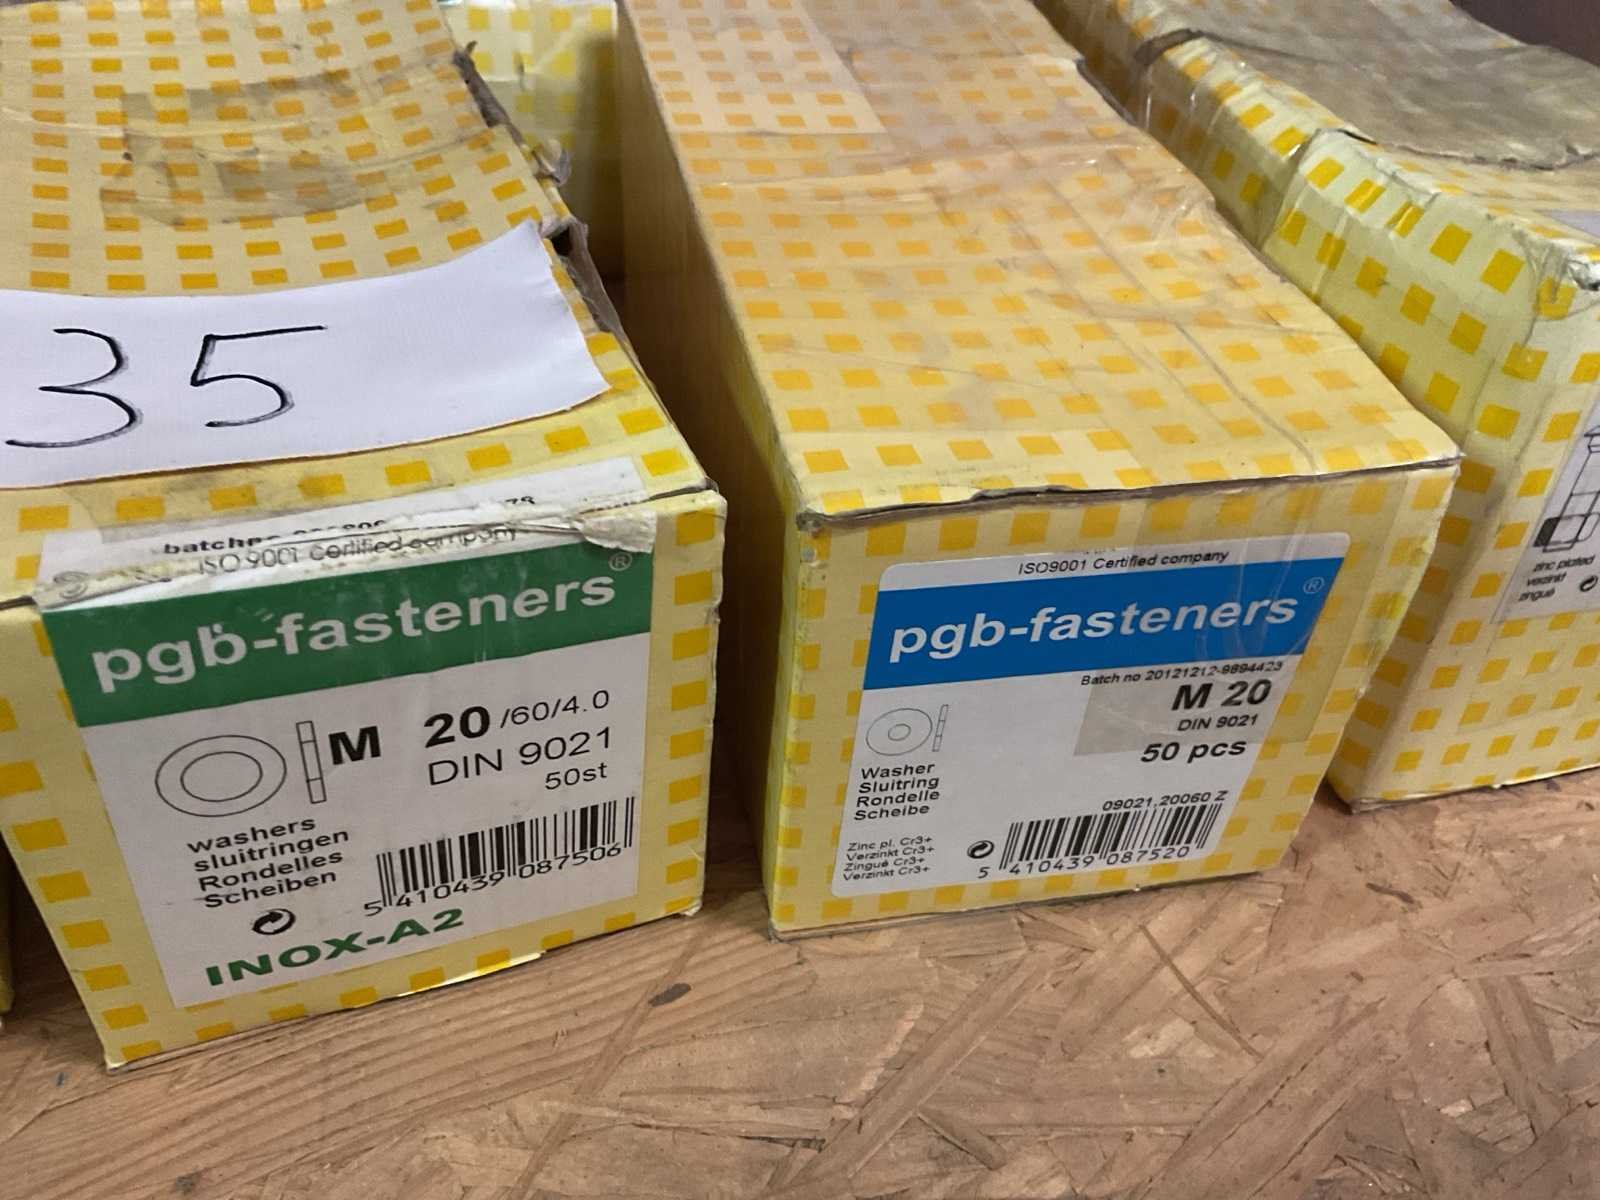 35
batchno
ISO 9001 Certified company
pgb-fasteners®
M 20/60/4.0
DIN 9021
50st
washers
sluitringen
Rondelles
Scheiben
5 410439 087506
INOX-A2
ISO9001 Certified company
pgb-fasteners®
Batch no 20121212-9894423
M 20
DIN 9021
50 pcs
Washer
Sluitring
Rondelle
Scheibe
09021,20060 Z
Zinc pl. Cr3+
Verzinkt Cr3+
Zingué Cr3+
Verzinkt Cr3+
5 410439 087520
zinc plated
verzinkt
zingué